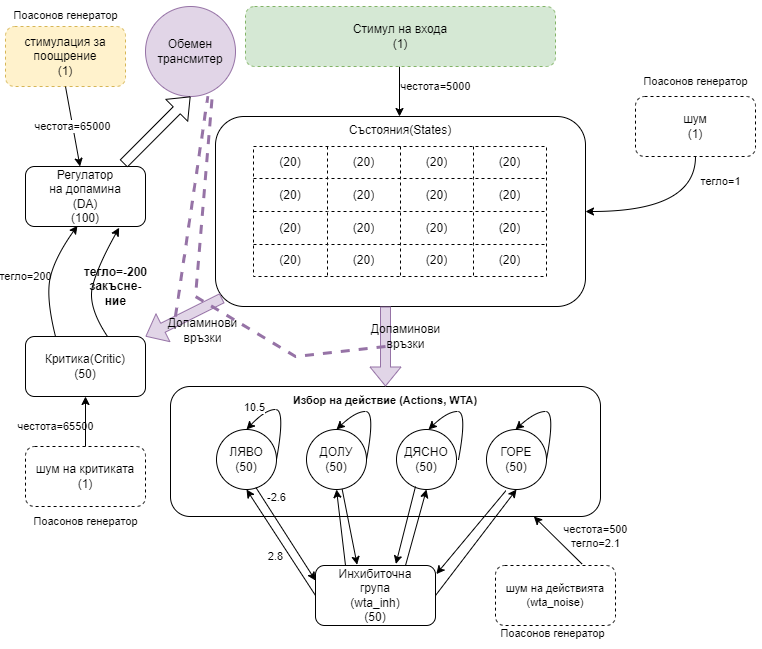 Поасонов генератор
стимулация за
поощрение
(1)
Обемен
трансмитер
Стимул на входа
(1)
честота=5000
честота=65000
Поасонов генератор
шум
(1)
тегло=1
Състояния(States)
(20) (20) (20) (20)
(20) (20) (20) (20)
(20) (20) (20) (20)
(20) (20) (20) (20)
Регулатор
на допамина
(DA)
(100)
тегло=200
тегло=-200
закъсне-
ние
Допаминови
връзки
Допаминови
връзки
Критика(Critic)
(50)
честота=65500
шум на критиката
(1)
Поасонов генератор
Избор на действие (Actions, WTA)
10.5
ЛЯВО
(50)
ДОЛУ
(50)
ДЯСНО
(50)
ГОРЕ
(50)
-2.6
2.8
Инхибиточна
група
(wta_inh)
(50)
честота=500
тегло=2.1
шум на действията
(wta_noise)
Поасонов генератор